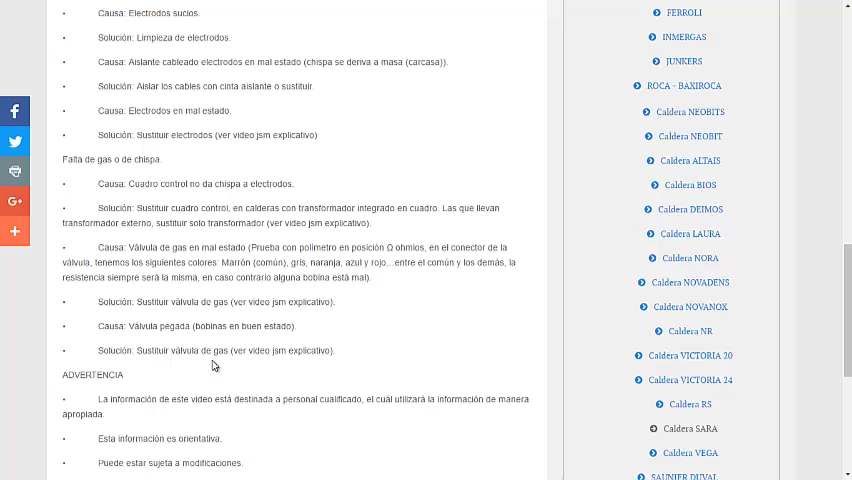 • Causa: Electrodos sucios.
• Solución: Limpieza de electrodos.
• Causa: Aislante cableado electrodos en mal estado (chispa se deriva a masa (carcasa)).
• Solución: Aislar los cables con cinta aislante o sustituir.
• Causa: Electrodos en mal estado.
• Solución: Sustituir electrodos (ver video jsm explicativo)
Falta de gas o de chispa.
• Causa: Cuadro control no da chispa a electrodos.
• Solución: Sustituir cuadro control, en calderas con transformador integrado en cuadro. Las que llevan
transformador externo, sustituir solo transformador (ver video jsm explicativo).
• Causa: Válvula de gas en mal estado (Prueba con polímetro en posición Ω ohmios, en el conector de la
válvula, tenemos los siguientes colores: Marrón (común), gris, naranja, azul y rojo...entre el común y los demás, la
resistencia siempre será la misma, en caso contrario alguna bobina está mal).
• Solución: Sustituir válvula de gas (ver video jsm explicativo).
• Causa: Válvula pegada (bobinas en buen estado).
• Solución: Sustituir válvula de gas (ver video jsm explicativo).
ADVERTENCIA
• La información de este video está destinada a personal cualificado, el cuál utilizará la información de manera
apropiada.
• Esta información es orientativa.
• Puede estar sujeta a modificaciones.
FERROLI
INMERGAS
JUNKERS
ROCA - BAXIROCA
Caldera NEOBITS
Caldera NEOBIT
Caldera ALTAIS
Caldera BIOS
Caldera DEIMOS
Caldera LAURA
Caldera NORA
Caldera NOVADENS
Caldera NOVANOX
Caldera NR
Caldera VICTORIA 20
Caldera VICTORIA 24
Caldera RS
Caldera SARA
Caldera VEGA
SAUNIER DUVAL